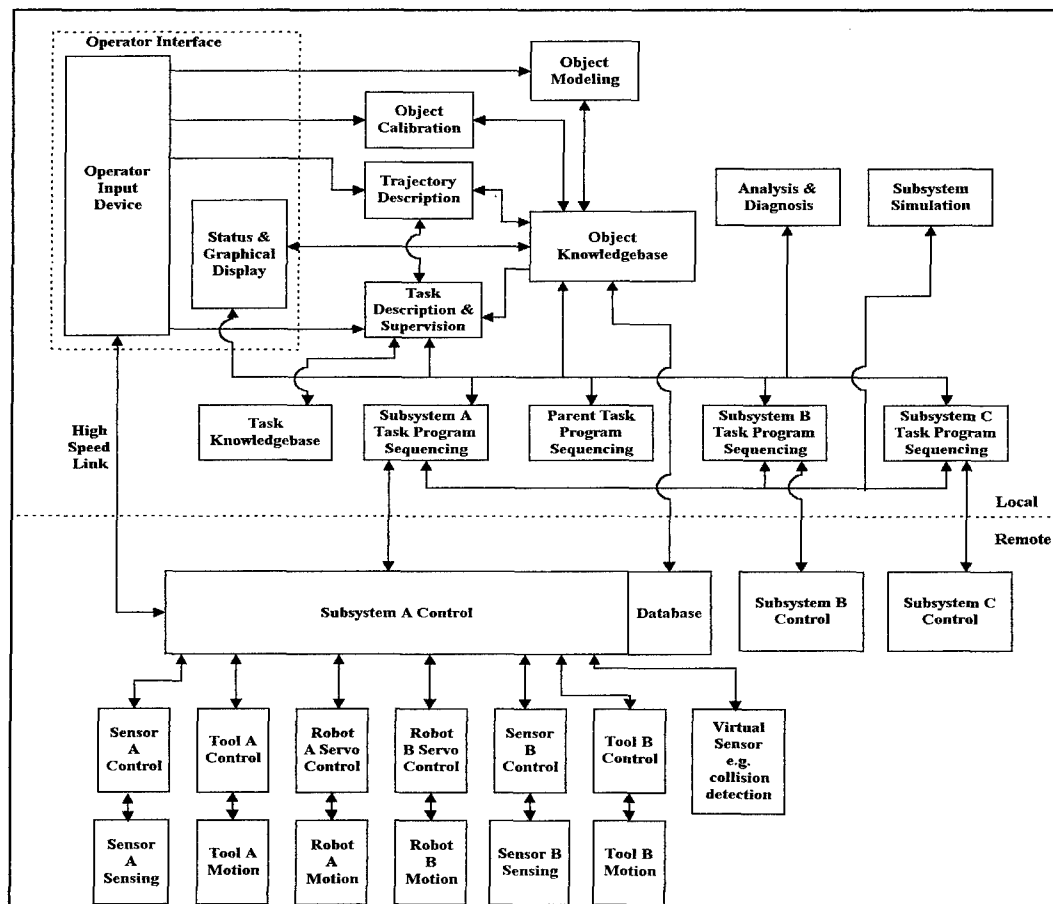 Operator Interface
Operator
Input
Device
Status &
Graphical
Display
Object
Modeling
Object
Calibration
Trajectory
Description
Object
Knowledgebase
Analysis &
Diagnosis
Subsystem
Simulation
Task
Description &
Supervision
High
Speed
Link
Task
Knowledgebase
Subsystem A
Task Program
Sequencing
Parent Task
Program
Sequencing
Subsystem B
Task Program
Sequencing
Subsystem C
Task Program
Sequencing
Local
Remote
Subsystem A Control
Database
Subsystem B
Control
Subsystem C
Control
Sensor
A
Control
Tool A
Control
Robot
A Servo
Control
Robot
B Servo
Control
Sensor
B
Control
Tool B
Control
Virtual
Sensor
e.g.
collision
detection
Sensor
A
Sensing
Tool A
Motion
Robot
A
Motion
Robot
B
Motion
Sensor B
Sensing
Tool B
Motion